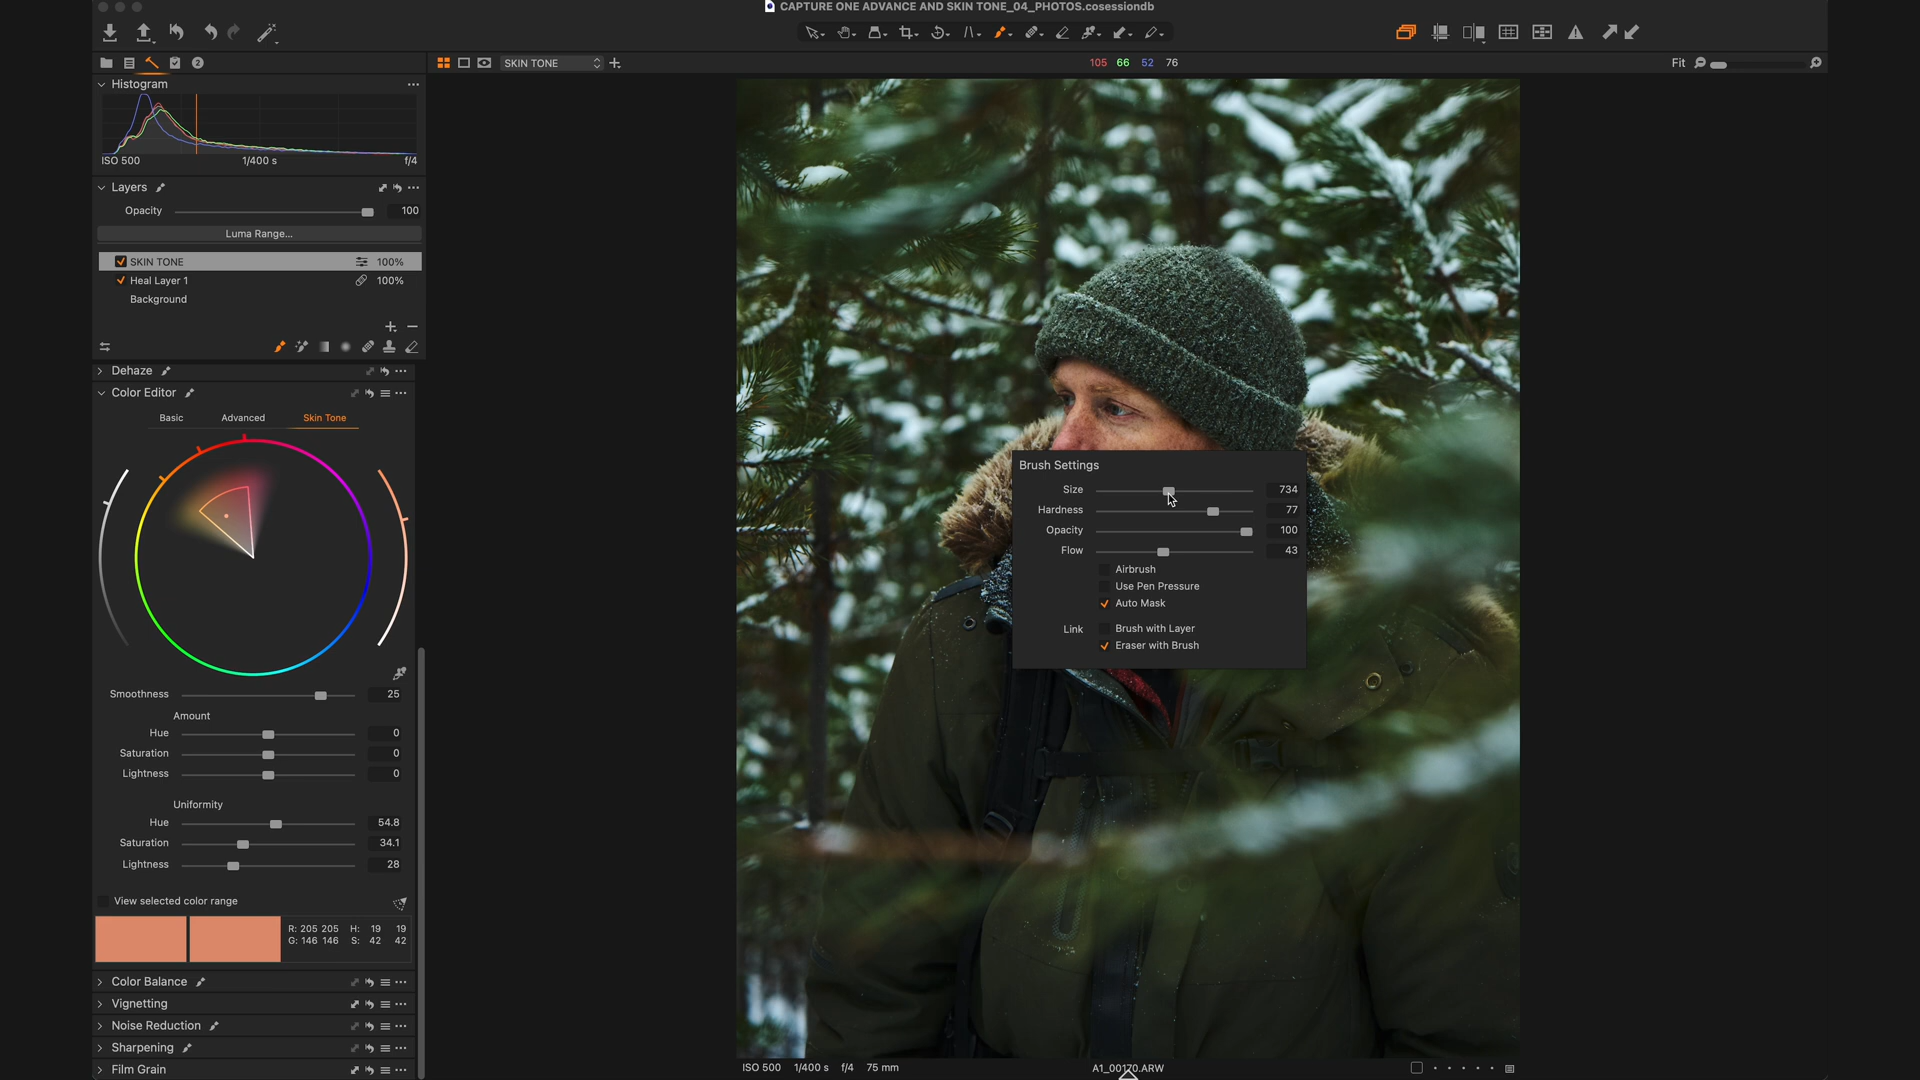 CAPTURE ONE ADVANCE AND SKIN TONE_04_PHOTOS.cosessiondb
2
SKIN TONE
105 66 52 76
Fit
Histogram
ISO 500 1/400 s f/4
Layers
Opacity 100
Luma Range...
SKIN TONE 100%
Heal Layer 1 100%
Background
Dehaze
Color Editor
Basic Advanced Skin Tone
Smoothness 25
Amount
Hue 0
Saturation 0
Lightness 0
Uniformity
Hue 54.8
Saturation 34.1
Lightness 28
View selected color range
R: 205 205 H: 19 19
G: 146 146 S: 42 42
Color Balance
Vignetting
Noise Reduction
Sharpening
Film Grain
Brush Settings
Size 734
Hardness 77
Opacity 100
Flow 43
Airbrush
Use Pen Pressure
Auto Mask
Link Brush with Layer
Eraser with Brush
ISO 500 1/400 s f/4 75 mm A1_00170.ARW